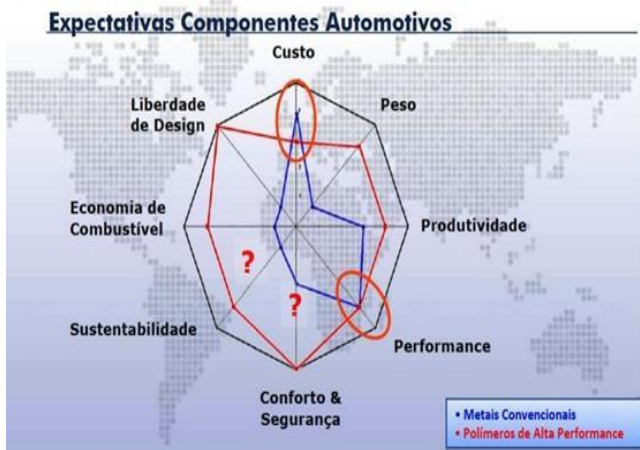 Expectativas Componentes Automotivos
Custo
Liberdade
de Design
Peso
Economia de
Combustível
Produtividade
?
?
Sustentabilidade
Performance
Conforto &
Segurança
• Metais Convencionais
• Polímeros de Alta Performance